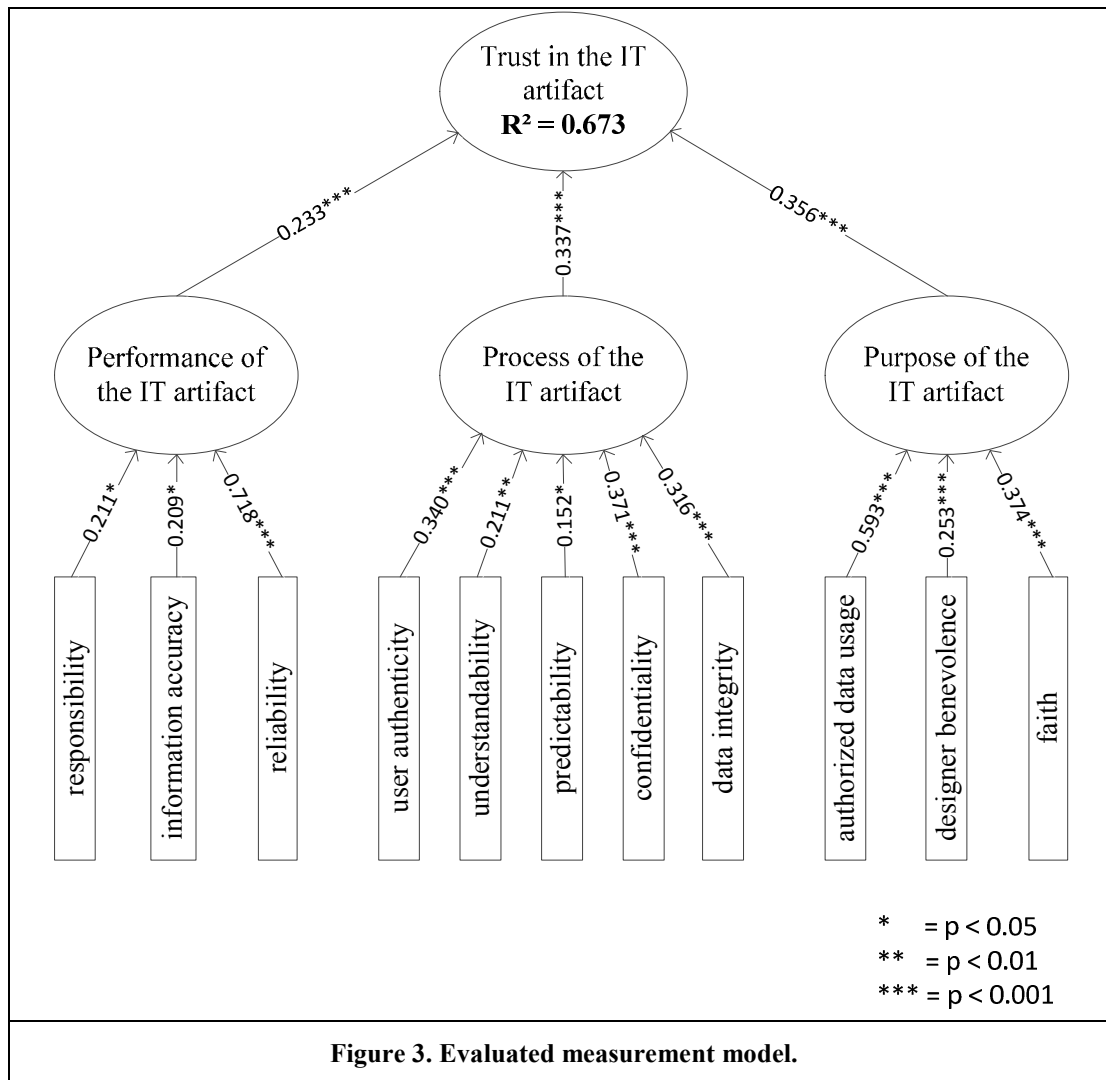 Trust in the IT
artifact
R² = 0.673
0.233***
0.337***
0.356***
Performance of
the IT artifact
Process of the
IT artifact
Purpose of the
IT artifact
0.211*
0.209*
0.718***
0.340***
0.211**
0.152*
0.371***
0.316***
0.593***
0.253***
0.374***
responsibility
information accuracy
reliability
user authenticity
understandability
predictability
confidentiality
data integrity
authorized data usage
designer benevolence
faith
* = p < 0.05
** = p < 0.01
*** = p < 0.001
Figure 3. Evaluated measurement model.